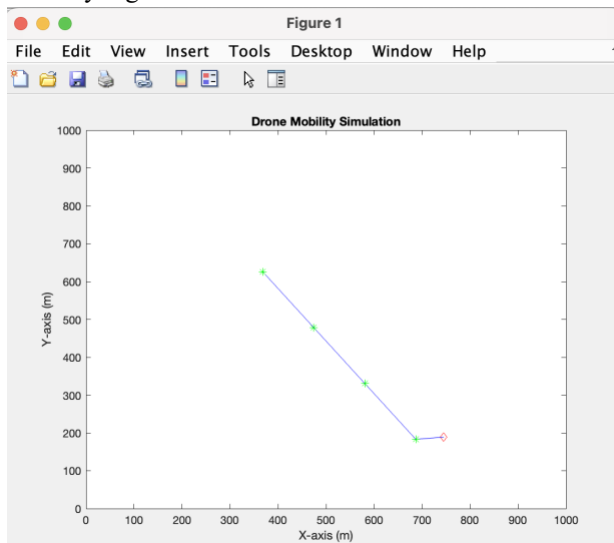 Figure 1
File Edit View Insert Tools Desktop Window Help
Drone Mobility Simulation
1000
900
800
700
600
500
400
300
200
100
0
Y-axis (m)
0 100 200 300 400 500 600 700 800 900 1000
X-axis (m)